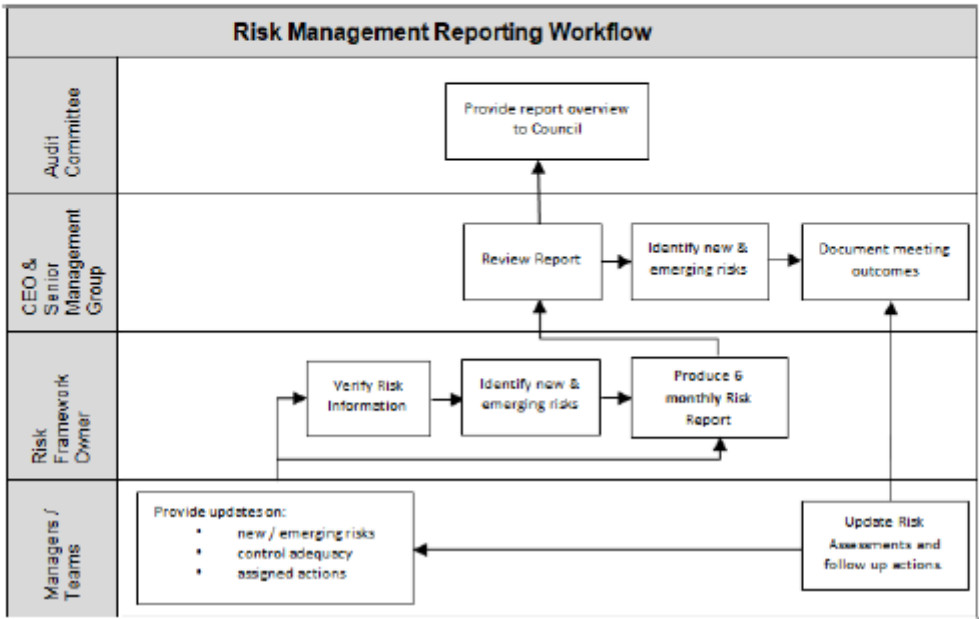 Risk Management Reporting Workflow
Audit
Committee
Provide report overview
to Council
CEO &
Senior
Management
Group
Review Report
Identify new &
emerging risks
Document meeting
outcomes
Risk
Framework
Owner
Verify Risk
Information
Identify new &
emerging risks
Produce 6
monthly Risk
Report
Managers /
Teams
Provide updates on:
• new / emerging risks
• control adequacy
• assigned actions
Update Risk
Assessments and
follow up actions